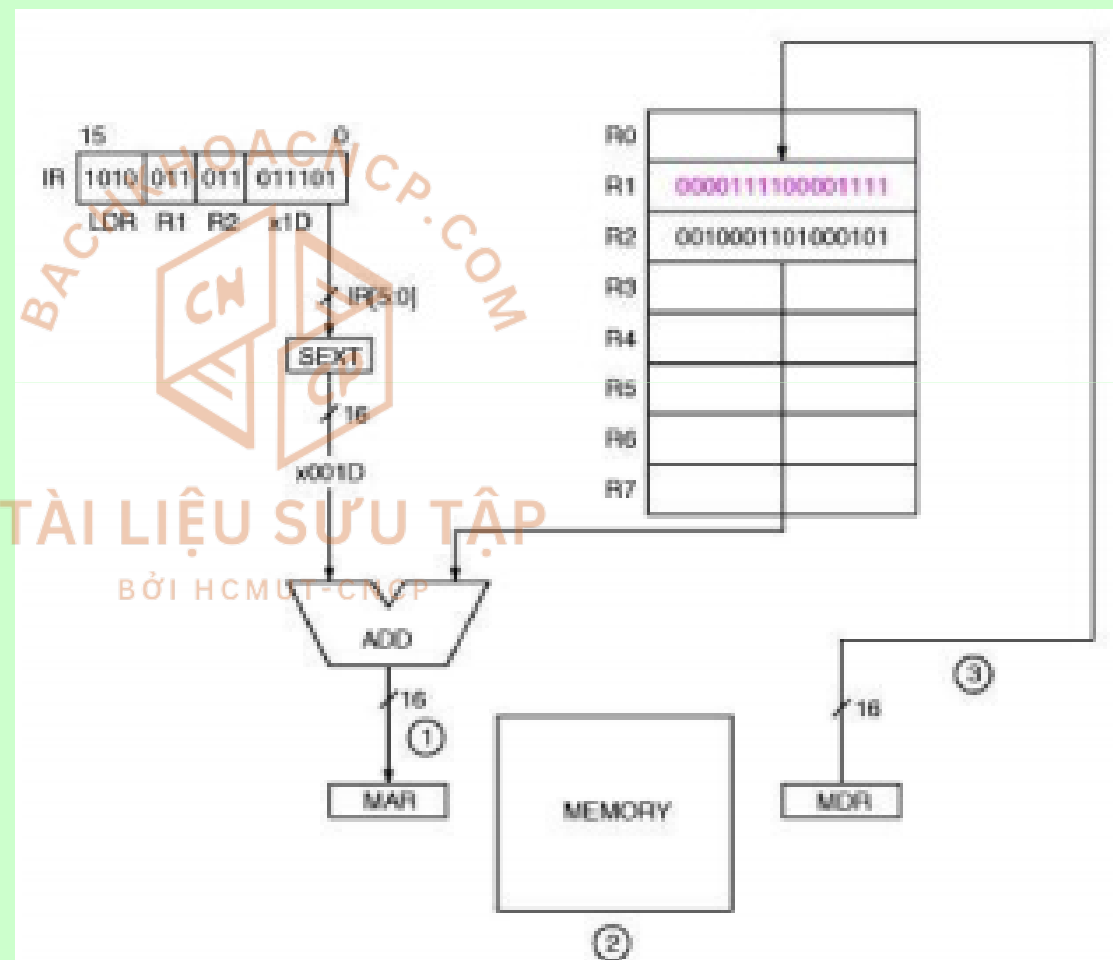 15 0
IR 1010 011 011 011101
LDR R1 R2 x1D
IR[5:0]
SEXT
16
x001D
ADD
16
1
MAR
MEMORY
2
R0
R1 0000111100001111
R2 0010001101000101
R3
R4
R5
R6
R7
3
16
MDR
BACHKHOACNCP.COM
CN
CP
TÀI LIỆU SƯU TẬP
BỞI HCMUT-CNCP